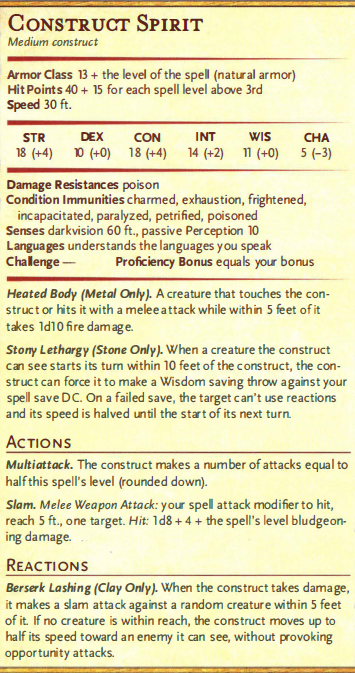 CONSTRUCT SPIRIT
Medium construct
Armor Class 13 + the level of the spell (natural armor)
Hit Points 40 + 15 for each spell level above 3rd
Speed 30 ft.
STR DEX CON INT WIS CHA
18 (+4) 10 (+0) 18 (+4) 14 (+2) 11 (+0) 5 (−3)
Damage Resistances poison
Condition Immunities charmed, exhaustion, frightened,
incapacitated, paralyzed, petrified, poisoned
Senses darkvision 60 ft., passive Perception 10
Languages understands the languages you speak
Challenge — Proficiency Bonus equals your bonus
Heated Body (Metal Only). A creature that touches the con-
struct or hits it with a melee attack while within 5 feet of it
takes 1d10 fire damage.
Stony Lethargy (Stone Only). When a creature the construct
can see starts its turn within 10 feet of the construct, the con-
struct can force it to make a Wisdom saving throw against your
spell save DC. On a failed save, the target can't use reactions
and its speed is halved until the start of its next turn.
ACTIONS
Multiattack. The construct makes a number of attacks equal to
half this spell's level (rounded down).
Slam. Melee Weapon Attack: your spell attack modifier to hit,
reach 5 ft., one target. Hit: 1d8 + 4 + the spell's level bludgeon-
ing damage.
REACTIONS
Berserk Lashing (Clay Only). When the construct takes damage,
it makes a slam attack against a random creature within 5 feet
of it. If no creature is within reach, the construct moves up to
half its speed toward an enemy it can see, without provoking
opportunity attacks.